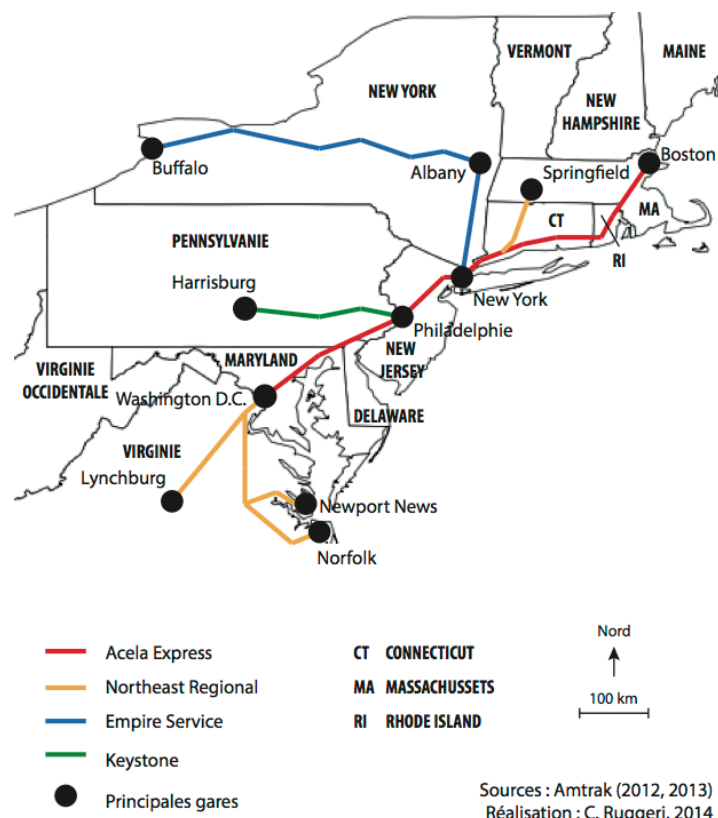 VERMONT
MAINE
NEW YORK
NEW
HAMPSHIRE
Buffalo
Albany
Springfield
Boston
CT
MA
RI
PENNSYLVANIE
Harrisburg
New York
Philadelphie
NEW
JERSEY
MARYLAND
VIRGINIE
OCCIDENTALE
Washington D.C.
DELAWARE
VIRGINIE
Lynchburg
Newport News
Norfolk
Acela Express
Northeast Regional
Empire Service
Keystone
Principales gares
CT CONNECTICUT
MA MASSACHUSSETS
RI RHODE ISLAND
Nord
100 km
Sources : Amtrak (2012, 2013)
Réalisation : C. Ruggeri, 2014